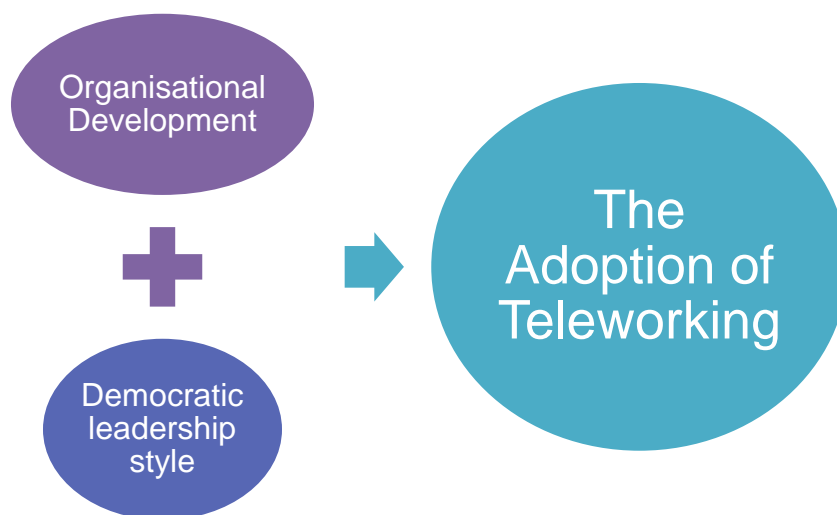 Organisational
Development
Democratic
leadership
style
The
Adoption of
Teleworking